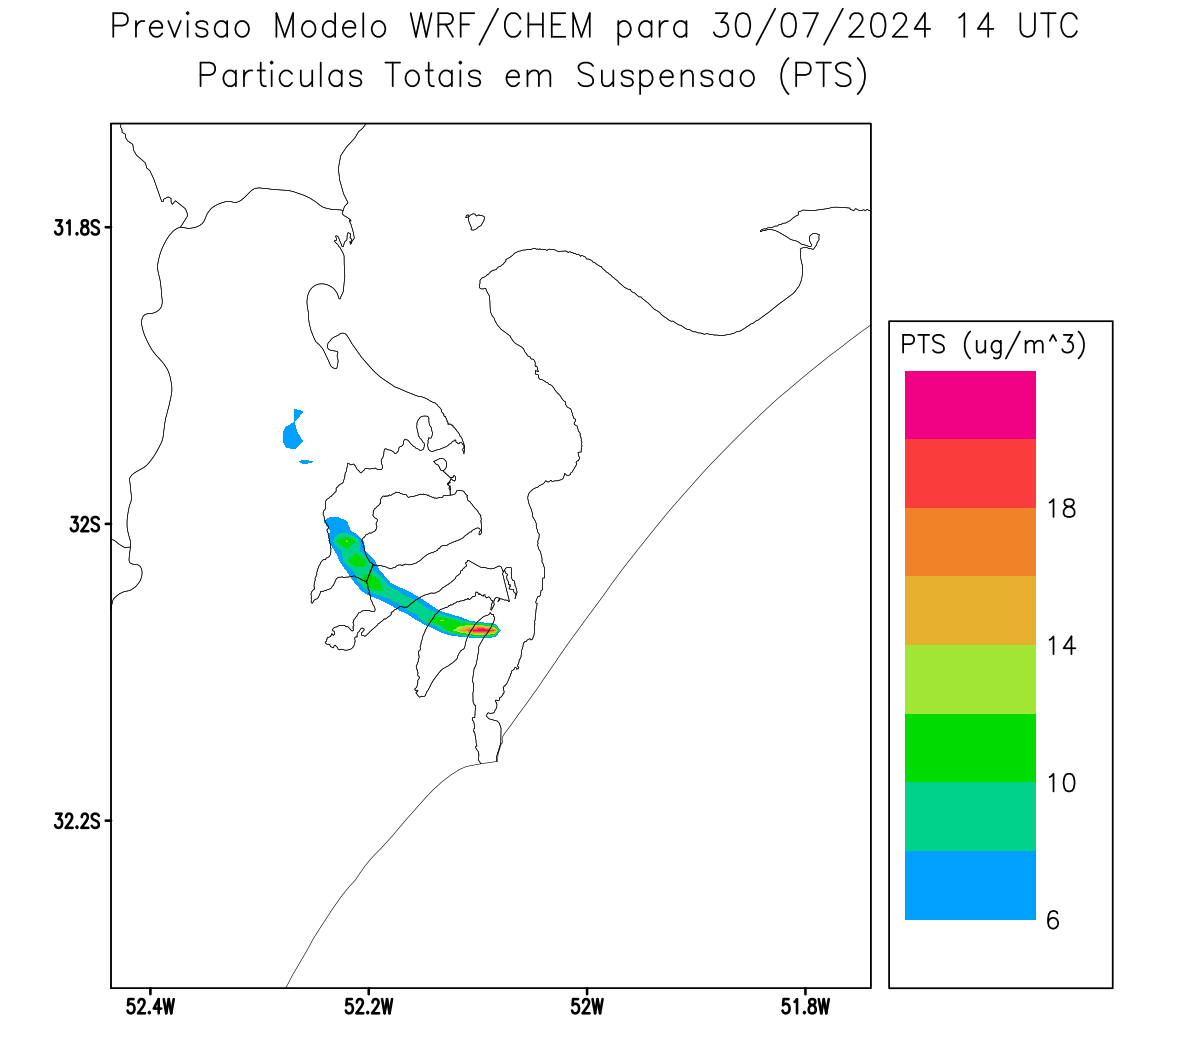 Previsao Modelo WRF/CHEM para 30/07/2024 14 UTC
Particulas Totais em Suspensao (PTS)
31.8S
32S
32.2S
52.4W
52.2W
52W
51.8W
PTS (ug/m^3)
18
14
10
6